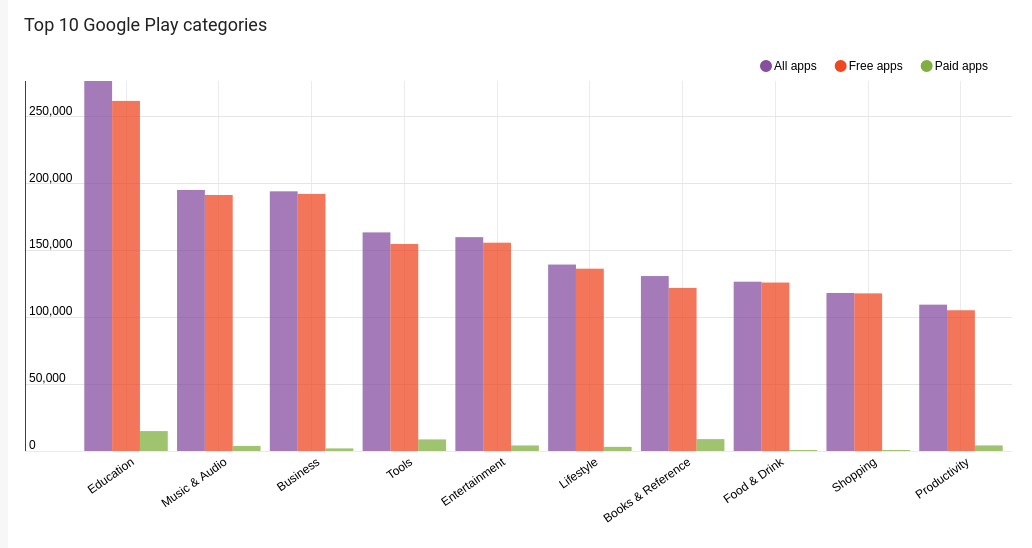 Top 10 Google Play categories
All apps Free apps Paid apps
250,000
200,000
150,000
100,000
50,000
0
Education
Music & Audio
Business
Tools
Entertainment
Lifestyle
Books & Reference
Food & Drink
Shopping
Productivity